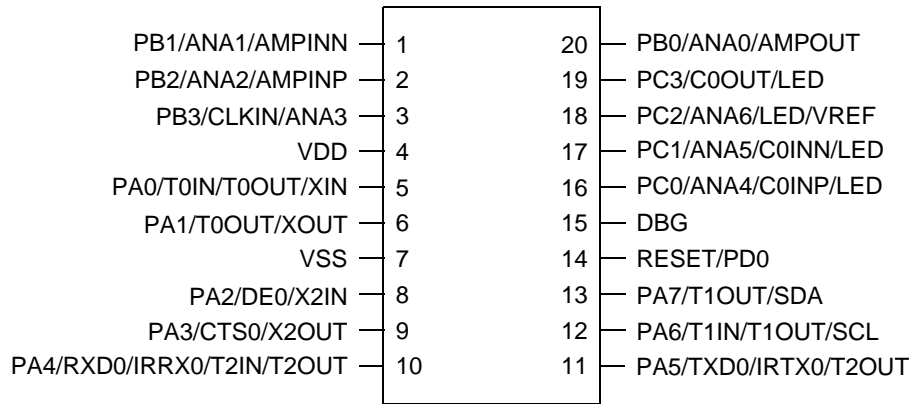 PB1/ANA1/AMPINN 1 20 PB0/ANA0/AMPOUT
PB2/ANA2/AMPINP 2 19 PC3/C0OUT/LED
PB3/CLKIN/ANA3 3 18 PC2/ANA6/LED/VREF
VDD 4 17 PC1/ANA5/C0INN/LED
PA0/T0IN/T0OUT/XIN 5 16 PC0/ANA4/C0INP/LED
PA1/T0OUT/XOUT 6 15 DBG
VSS 7 14 RESET/PD0
PA2/DE0/X2IN 8 13 PA7/T1OUT/SDA
PA3/CTS0/X2OUT 9 12 PA6/T1IN/T1OUT/SCL
PA4/RXD0/IRRX0/T2IN/T2OUT 10 11 PA5/TXD0/IRTX0/T2OUT